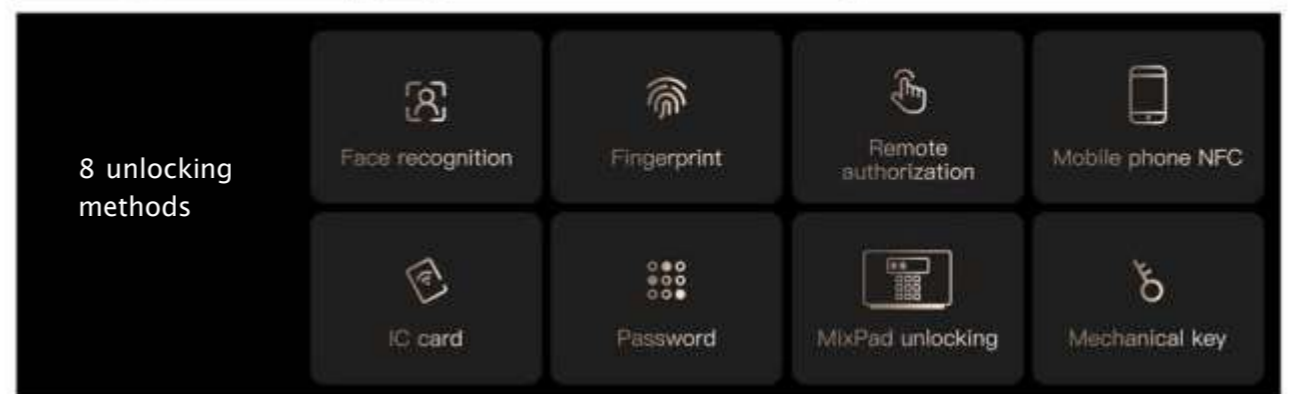 8 unlocking
methods
Face recognition
Fingerprint
Remote
authorization
Mobile phone NFC
IC card
Password
MixPad unlocking
Mechanical key